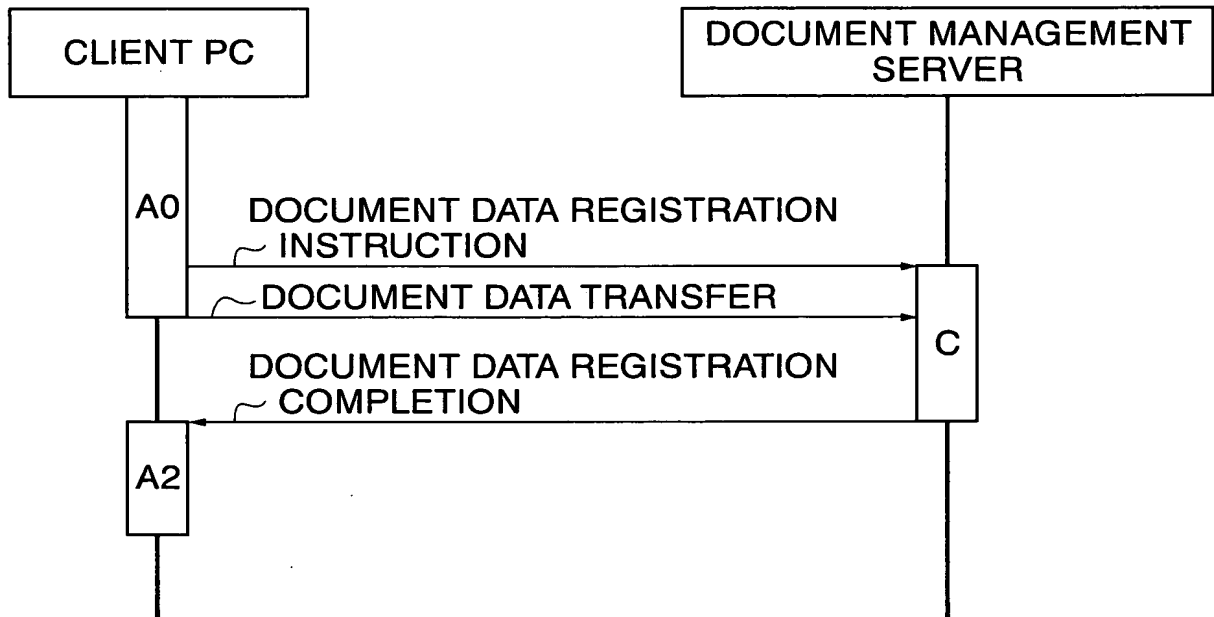 CLIENT PC
DOCUMENT MANAGEMENT
SERVER
A0
DOCUMENT DATA REGISTRATION
INSTRUCTION
DOCUMENT DATA TRANSFER
C
DOCUMENT DATA REGISTRATION
COMPLETION
A2